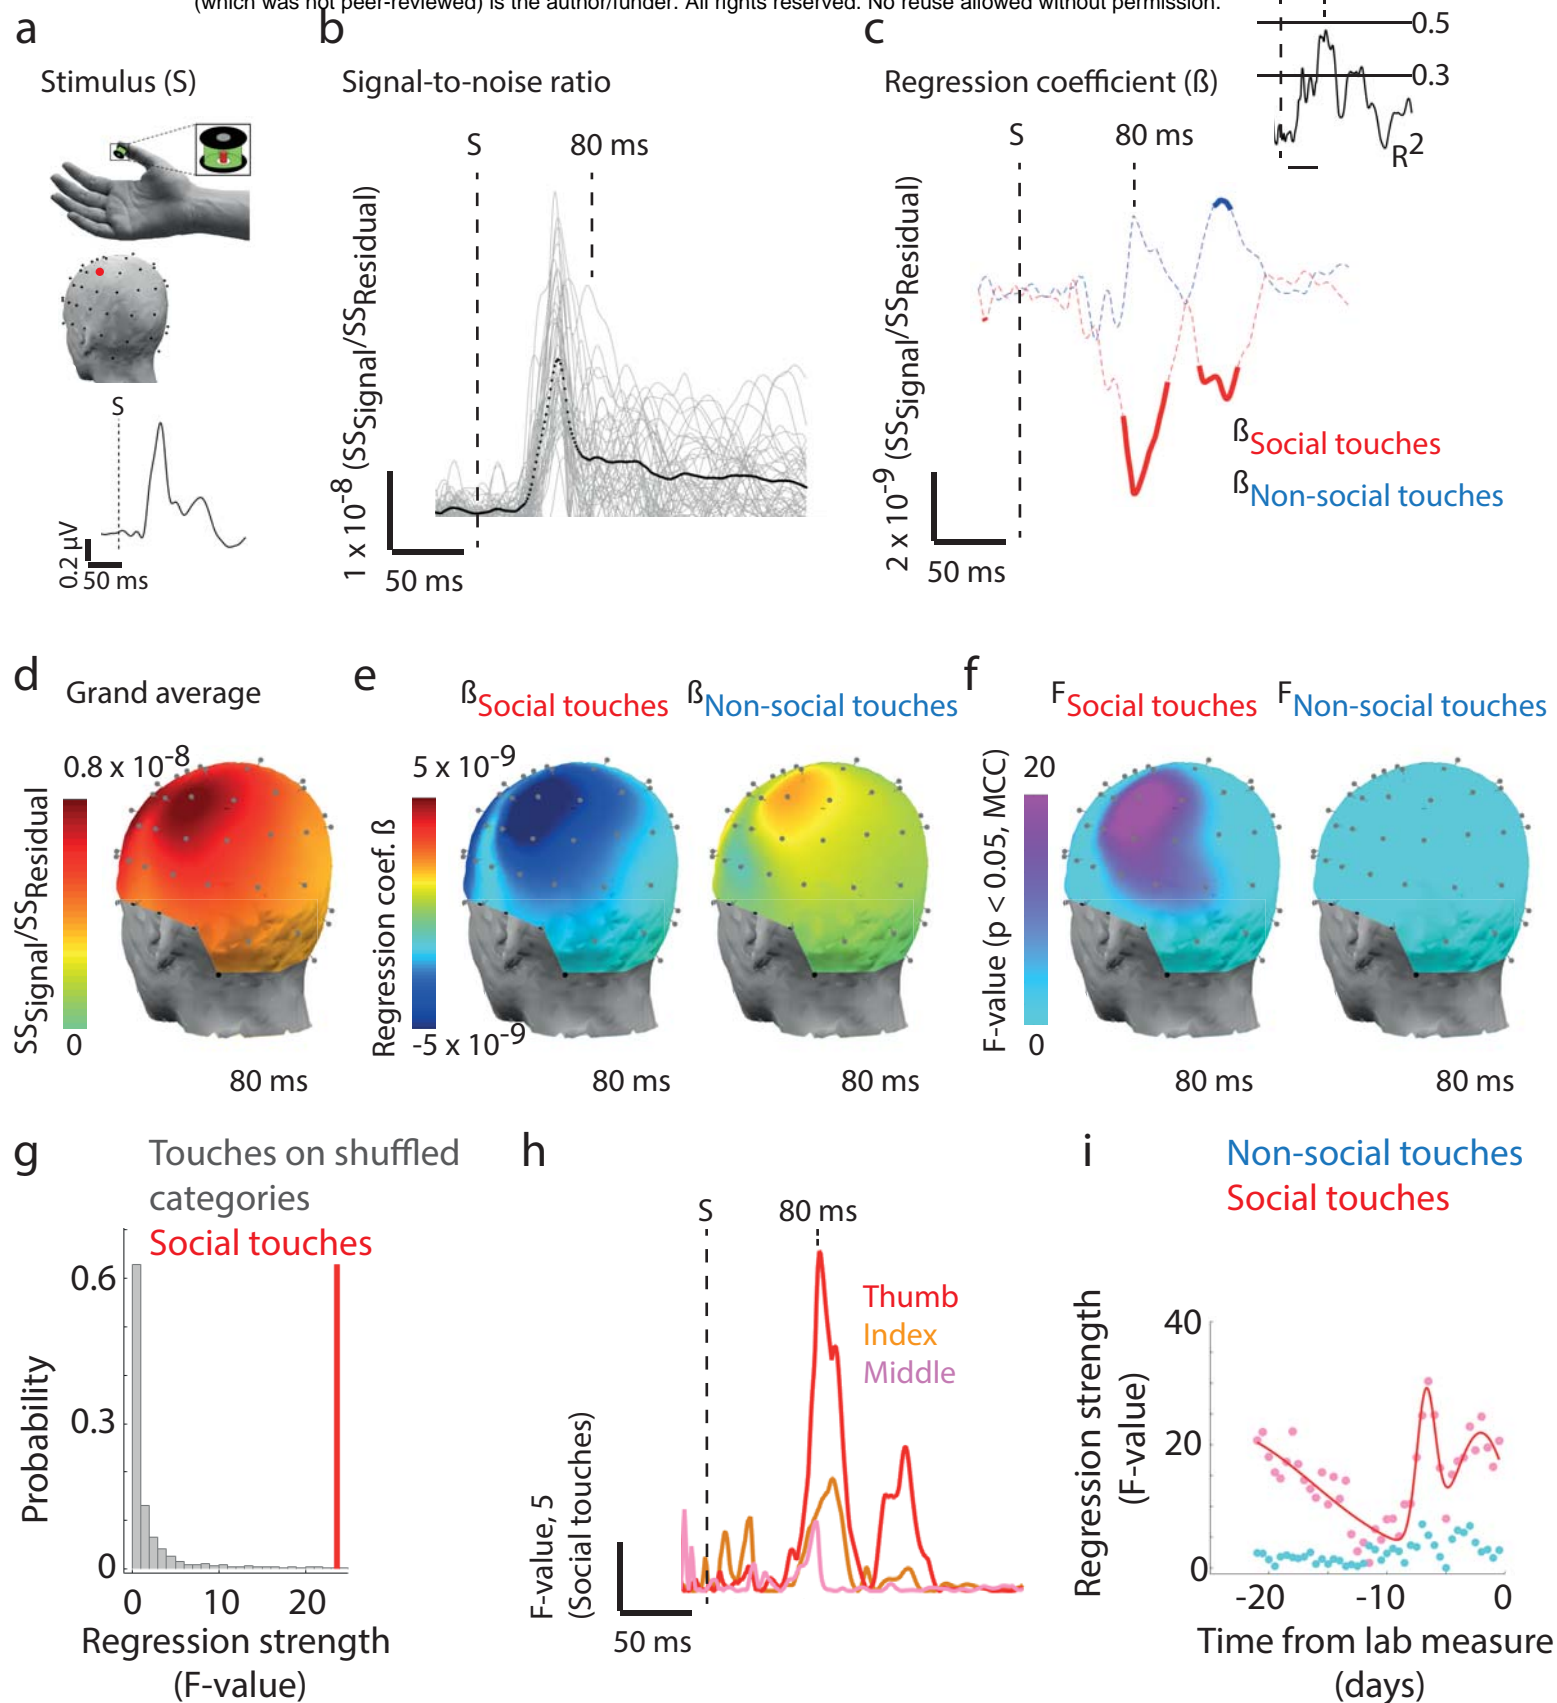 (which was not peer-reviewed) is the author/funder. All rights reserved. No reuse allowed without permission.
a
Stimulus (S)
S
0.2 µV
50 ms
b
Signal-to-noise ratio
S
80 ms
1 x 10-8 (SSSignal/SSResidual)
50 ms
c
Regression coefficient (ß)
0.5
0.3
R2
S
80 ms
2 x 10-9 (SSSignal/SSResidual)
50 ms
ßSocial touches
ßNon-social touches
d
Grand average
0.8 x 10-8
SSSignal/SSResidual
0
80 ms
e
ßSocial touches
ßNon-social touches
5 x 10-9
Regression coef. ß
-5 x 10-9
80 ms
80 ms
f
FSocial touches
FNon-social touches
20
F-value (p < 0.05, MCC)
0
80 ms
80 ms
g
Touches on shuffled
categories
Social touches
Probability
0.6
0.3
0
0
10
20
Regression strength
(F-value)
h
S
80 ms
Thumb
Index
Middle
F-value, 5
(Social touches)
50 ms
i
Non-social touches
Social touches
Regression strength
(F-value)
40
20
0
-20
-10
0
Time from lab measure
(days)